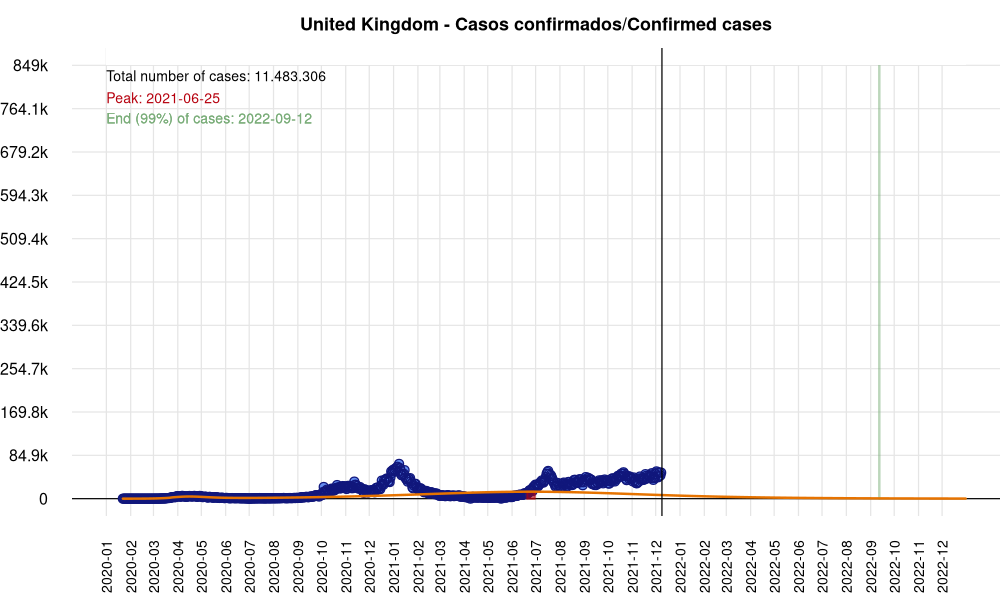 United Kingdom - Casos confirmados/Confirmed cases
849k
Total number of cases: 11.483.306
Peak: 2021-06-25
764.1k
End (99%) of cases: 2022-09-12
679.2k
594.3k
509.4k
424.5k
339.6k
254.7k
169.8k
84.9k
0
2020-01
2020-02
2020-03
2020-04
2020-05
2020-06
2020-07
2020-08
2020-09
2020-10
2020-11
2020-12
2021-01
2021-02
2021-03
2021-04
2021-05
2021-06
2021-07
2021-08
2021-09
2021-10
2021-11
2021-12
2022-01
2022-02
2022-03
2022-04
2022-05
2022-06
2022-07
2022-08
2022-09
2022-10
2022-11
2022-12